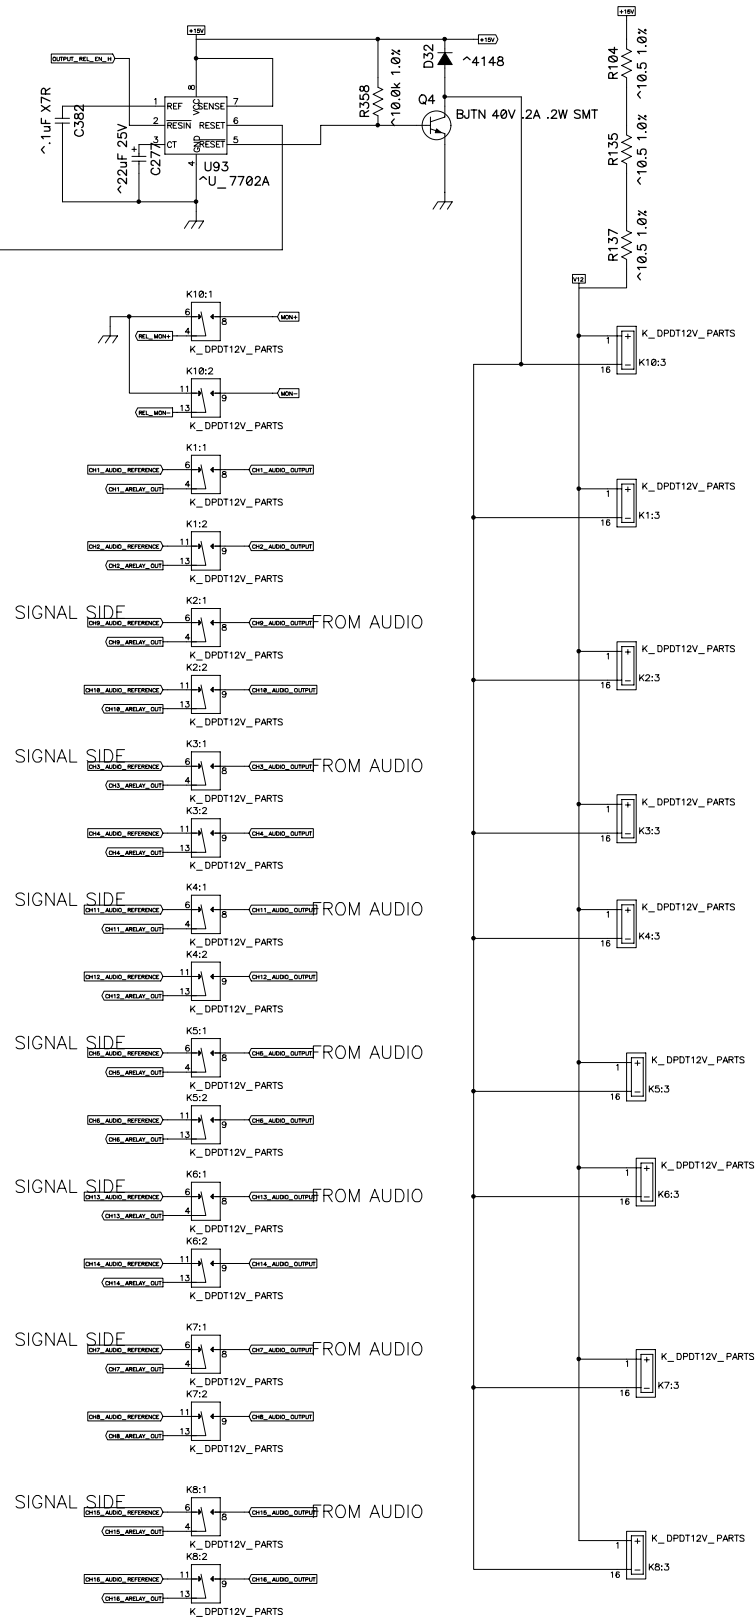 +15V
OUTPUT_REL_EN_H
^.1uF X7R
C382
^22uF 25V
C277
1 REF
2 RESIN
3 CT
8 VCC
SENSE 7
RESET 6
RESET 5
4 GND
+
U93
^U_7702A
R358
^10.0k 1.0%
+15V
D32
^4148
Q4
BJTN 40V .2A .2W SMT
+15V
R104
^10.5 1.0%
R135
^10.5 1.0%
R137
^10.5 1.0%
V12
K10:1
6 8 MON+
REL_MON+ 4
K_DPDT12V_PARTS
K10:2
11 9 MON-
REL_MON- 13
K_DPDT12V_PARTS
K1:1
CH1_AUDIO_REFERENCE 6 8 CH1_AUDIO_OUTPUT
CH1_ARELAY_OUT 4
K_DPDT12V_PARTS
K1:2
CH2_AUDIO_REFERENCE 11 9 CH2_AUDIO_OUTPUT
CH2_ARELAY_OUT 13
K_DPDT12V_PARTS
K2:1
SIGNAL SIDE
CH9_AUDIO_REFERENCE 6 8 CH9_AUDIO_OUTPUT FROM AUDIO
CH9_ARELAY_OUT 4
K_DPDT12V_PARTS
K2:2
CH10_AUDIO_REFERENCE 11 9 CH10_AUDIO_OUTPUT
CH10_ARELAY_OUT 13
K_DPDT12V_PARTS
K3:1
SIGNAL SIDE
CH3_AUDIO_REFERENCE 6 8 CH3_AUDIO_OUTPUT FROM AUDIO
CH3_ARELAY_OUT 4
K_DPDT12V_PARTS
K3:2
CH4_AUDIO_REFERENCE 11 9 CH4_AUDIO_OUTPUT
CH4_ARELAY_OUT 13
K_DPDT12V_PARTS
K4:1
SIGNAL SIDE
CH11_AUDIO_REFERENCE 6 8 CH11_AUDIO_OUTPUT FROM AUDIO
CH11_ARELAY_OUT 4
K_DPDT12V_PARTS
K4:2
CH12_AUDIO_REFERENCE 11 9 CH12_AUDIO_OUTPUT
CH12_ARELAY_OUT 13
K_DPDT12V_PARTS
K5:1
SIGNAL SIDE
CH5_AUDIO_REFERENCE 6 8 CH5_AUDIO_OUTPUT FROM AUDIO
CH5_ARELAY_OUT 4
K_DPDT12V_PARTS
K5:2
CH6_AUDIO_REFERENCE 11 9 CH6_AUDIO_OUTPUT
CH6_ARELAY_OUT 13
K_DPDT12V_PARTS
K6:1
SIGNAL SIDE
CH13_AUDIO_REFERENCE 6 8 CH13_AUDIO_OUTPUT FROM AUDIO
CH13_ARELAY_OUT 4
K_DPDT12V_PARTS
K6:2
CH14_AUDIO_REFERENCE 11 9 CH14_AUDIO_OUTPUT
CH14_ARELAY_OUT 13
K_DPDT12V_PARTS
K7:1
SIGNAL SIDE
CH7_AUDIO_REFERENCE 6 8 CH7_AUDIO_OUTPUT FROM AUDIO
CH7_ARELAY_OUT 4
K_DPDT12V_PARTS
K7:2
CH8_AUDIO_REFERENCE 11 9 CH8_AUDIO_OUTPUT
CH8_ARELAY_OUT 13
K_DPDT12V_PARTS
K8:1
SIGNAL SIDE
CH15_AUDIO_REFERENCE 6 8 CH15_AUDIO_OUTPUT FROM AUDIO
CH15_ARELAY_OUT 4
K_DPDT12V_PARTS
K8:2
CH16_AUDIO_REFERENCE 11 9 CH16_AUDIO_OUTPUT
CH16_ARELAY_OUT 13
K_DPDT12V_PARTS
1 + K_DPDT12V_PARTS
16 - K10:3
1 + K_DPDT12V_PARTS
16 - K1:3
1 + K_DPDT12V_PARTS
16 - K2:3
1 + K_DPDT12V_PARTS
16 - K3:3
1 + K_DPDT12V_PARTS
16 - K4:3
1 + K_DPDT12V_PARTS
16 - K5:3
1 + K_DPDT12V_PARTS
16 - K6:3
1 + K_DPDT12V_PARTS
16 - K7:3
1 + K_DPDT12V_PARTS
16 - K8:3